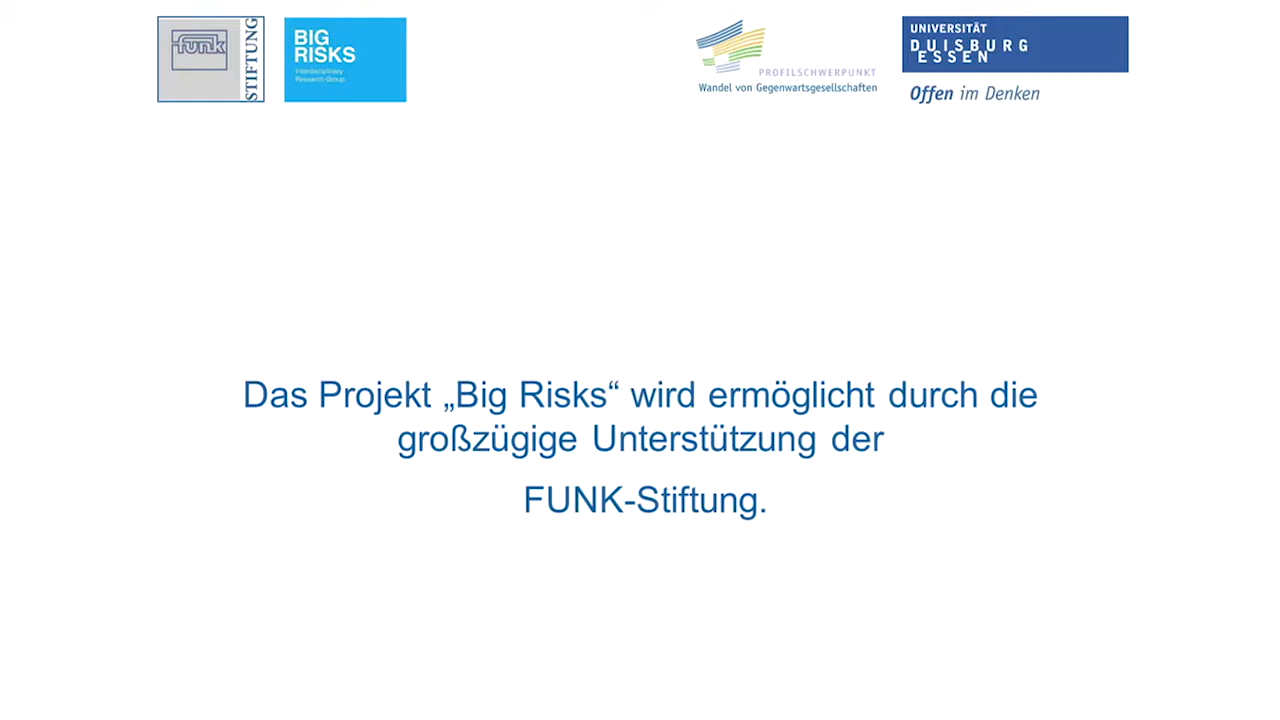 funk
STIFTUNG
BIG
RISKS
Interdisciplinary
Research Group
PROFILSCHWERPUNKT
Wandel von Gegenwartsgesellschaften
UNIVERSITÄT
DUISBURG
ESSEN
Offen im Denken
Das Projekt „Big Risks“ wird ermöglicht durch die
großzügige Unterstützung der
FUNK-Stiftung.